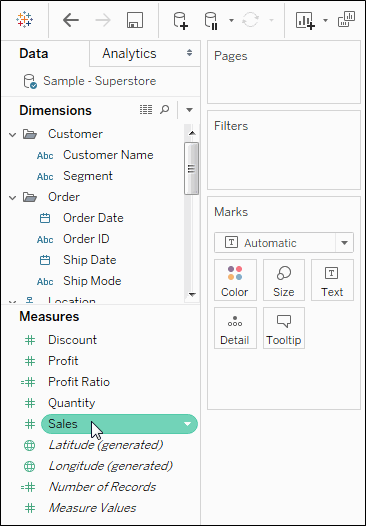 Data
Analytics
Sample - Superstore
Dimensions
Customer
Abc Customer Name
Abc Segment
Order
Order Date
Abc Order ID
Ship Date
Abc Ship Mode
Location
Measures
# Discount
# Profit
=# Profit Ratio
# Quantity
# Sales
Latitude (generated)
Longitude (generated)
=# Number of Records
# Measure Values
Pages
Filters
Marks
T Automatic
Color
Size
T Text
Detail
Tooltip